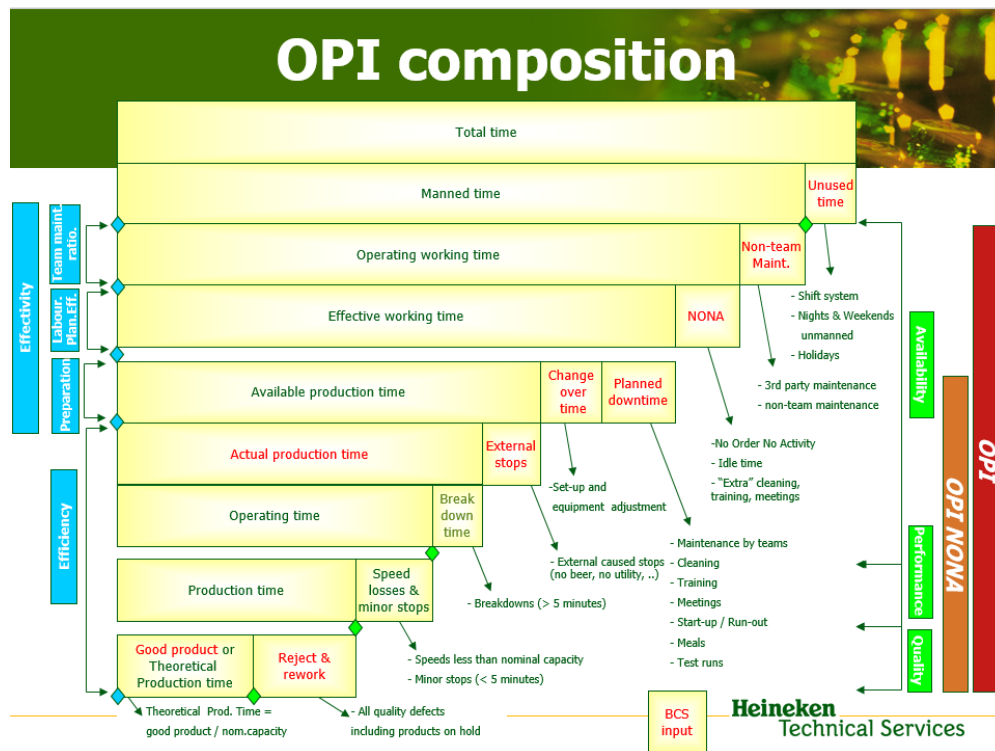 OPI composition
Total time
Manned time
Unused
time
Team maint.
ratio.
Operating working time
Non-team
Maint.
Effectivity
Labour.
Plan.Eff.
Effective working time
NONA
- Shift system
- Nights & Weekends
unmanned
- Holidays
Availability
Preparation
Available production time
Change
over
time
Planned
downtime
- 3rd party maintenance
- non-team maintenance
Actual production time
External
stops
-No Order No Activity
- Idle time
- “Extra” cleaning,
training, meetings
OPI
OPI NONA
-Set-up and
equipment adjustment
Efficiency
Operating time
Break
down
time
- External caused stops
(no beer, no utility, ..)
- Maintenance by teams
- Cleaning
- Training
- Meetings
- Start-up / Run-out
- Meals
- Test runs
Performance
Production time
Speed
losses &
minor stops
- Breakdowns (> 5 minutes)
Quality
Good product or
Theoretical
Production time
Reject &
rework
- Speeds less than nominal capacity
- Minor stops (< 5 minutes)
Theoretical Prod. Time =
good product / nom.capacity
- All quality defects
including products on hold
BCS
input
Heineken
Technical Services